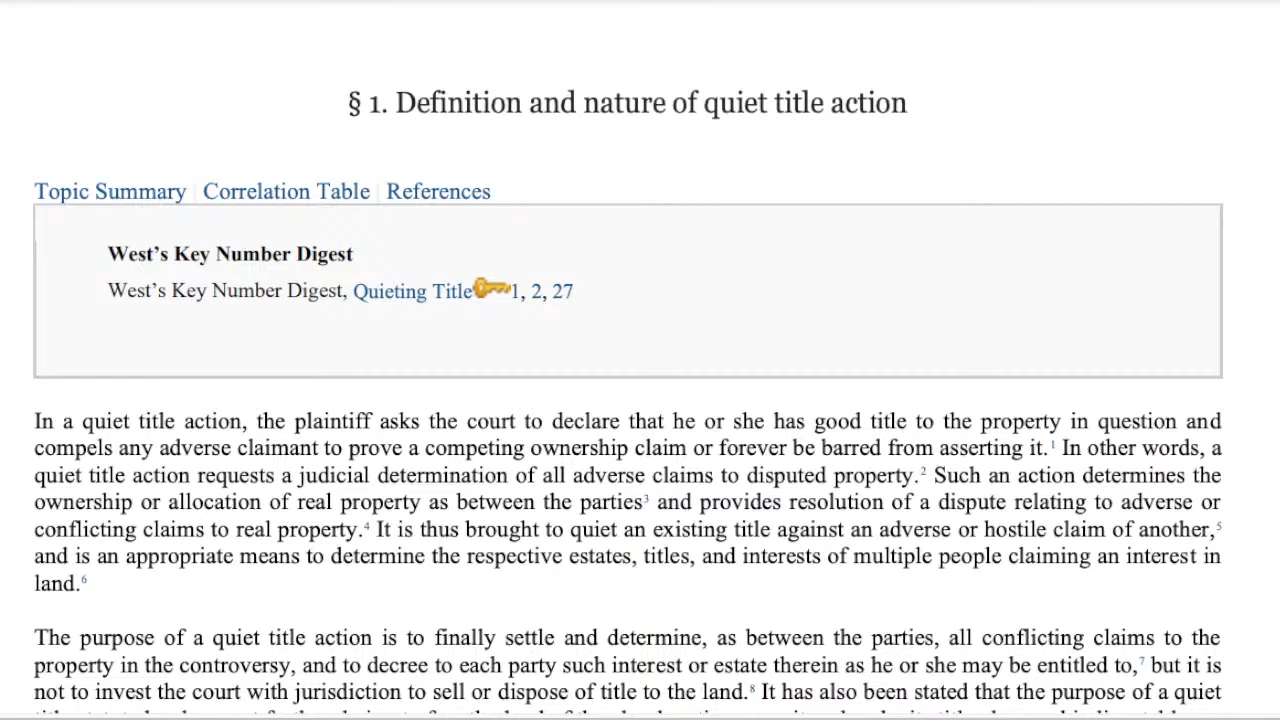 § 1. Definition and nature of quiet title action
Topic Summary Correlation Table References
West's Key Number Digest
West's Key Number Digest, Quieting Title 1, 2, 27
In a quiet title action, the plaintiff asks the court to declare that he or she has good title to the property in question and
compels any adverse claimant to prove a competing ownership claim or forever be barred from asserting it.1 In other words, a
quiet title action requests a judicial determination of all adverse claims to disputed property.2 Such an action determines the
ownership or allocation of real property as between the parties3 and provides resolution of a dispute relating to adverse or
conflicting claims to real property.4 It is thus brought to quiet an existing title against an adverse or hostile claim of another,5
and is an appropriate means to determine the respective estates, titles, and interests of multiple people claiming an interest in
land.6
The purpose of a quiet title action is to finally settle and determine, as between the parties, all conflicting claims to the
property in the controversy, and to decree to each party such interest or estate therein as he or she may be entitled to,7 but it is
not to invest the court with jurisdiction to sell or dispose of title to the land.8 It has also been stated that the purpose of a quiet